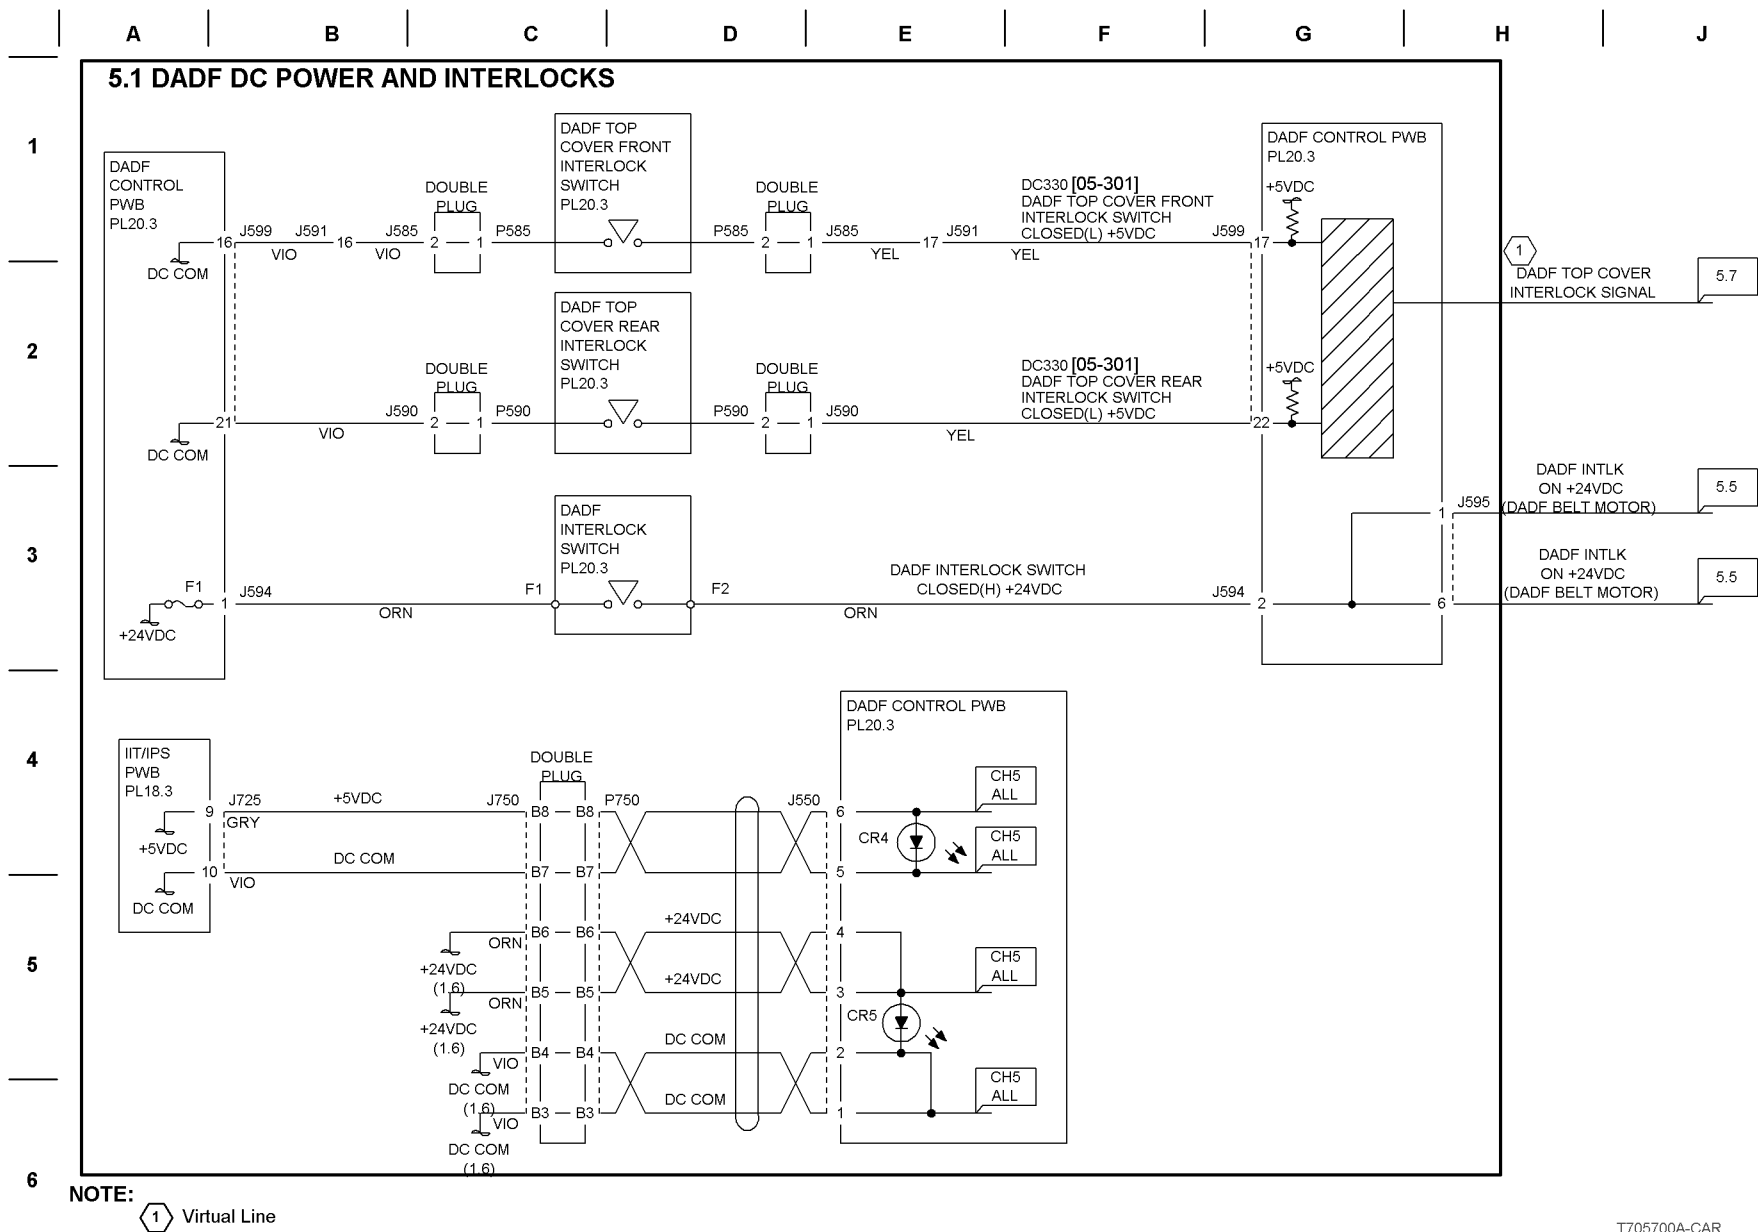 A B C D E F G H J
5.1 DADF DC POWER AND INTERLOCKS
1
DADF
CONTROL
PWB
PL20.3
16
J599
VIO
J591
16
VIO
J585
DOUBLE
PLUG
2
1
P585
DADF TOP
COVER FRONT
INTERLOCK
SWITCH
PL20.3
P585
DOUBLE
PLUG
2
1
J585
YEL
17
J591
YEL
DC330 [05-301]
DADF TOP COVER FRONT
INTERLOCK SWITCH
CLOSED(L) +5VDC
J599
17
DADF CONTROL PWB
PL20.3
+5VDC
DC COM
1
DADF TOP COVER
INTERLOCK SIGNAL
5.7
2
21
DC COM
VIO
J590
DOUBLE
PLUG
2
1
P590
DADF TOP
COVER REAR
INTERLOCK
SWITCH
PL20.3
P590
DOUBLE
PLUG
2
1
J590
YEL
DC330 [05-301]
DADF TOP COVER REAR
INTERLOCK SWITCH
CLOSED(L) +5VDC
22
+5VDC
3
F1
+24VDC
1
J594
ORN
F1
DADF
INTERLOCK
SWITCH
PL20.3
F2
DADF INTERLOCK SWITCH
CLOSED(H) +24VDC
ORN
J594
2
1
J595
DADF INTLK
ON +24VDC
(DADF BELT MOTOR)
5.5
6
DADF INTLK
ON +24VDC
(DADF BELT MOTOR)
5.5
4
IIT/IPS
PWB
PL18.3
9
J725
GRY
+5VDC
+5VDC
10
VIO
DC COM
DC COM
J750
DOUBLE
PLUG
B8
B8
P750
B7
B7
J550
DADF CONTROL PWB
PL20.3
6
CR4
5
CH5
ALL
CH5
ALL
5
+24VDC
(1.6)
ORN
B6
B6
+24VDC
4
+24VDC
(1.6)
ORN
B5
B5
+24VDC
3
CR5
CH5
ALL
DC COM
(1.6)
VIO
B4
B4
DC COM
2
DC COM
(1.6)
VIO
B3
B3
DC COM
1
CH5
ALL
6
NOTE:
1 Virtual Line
T705700A-CAR